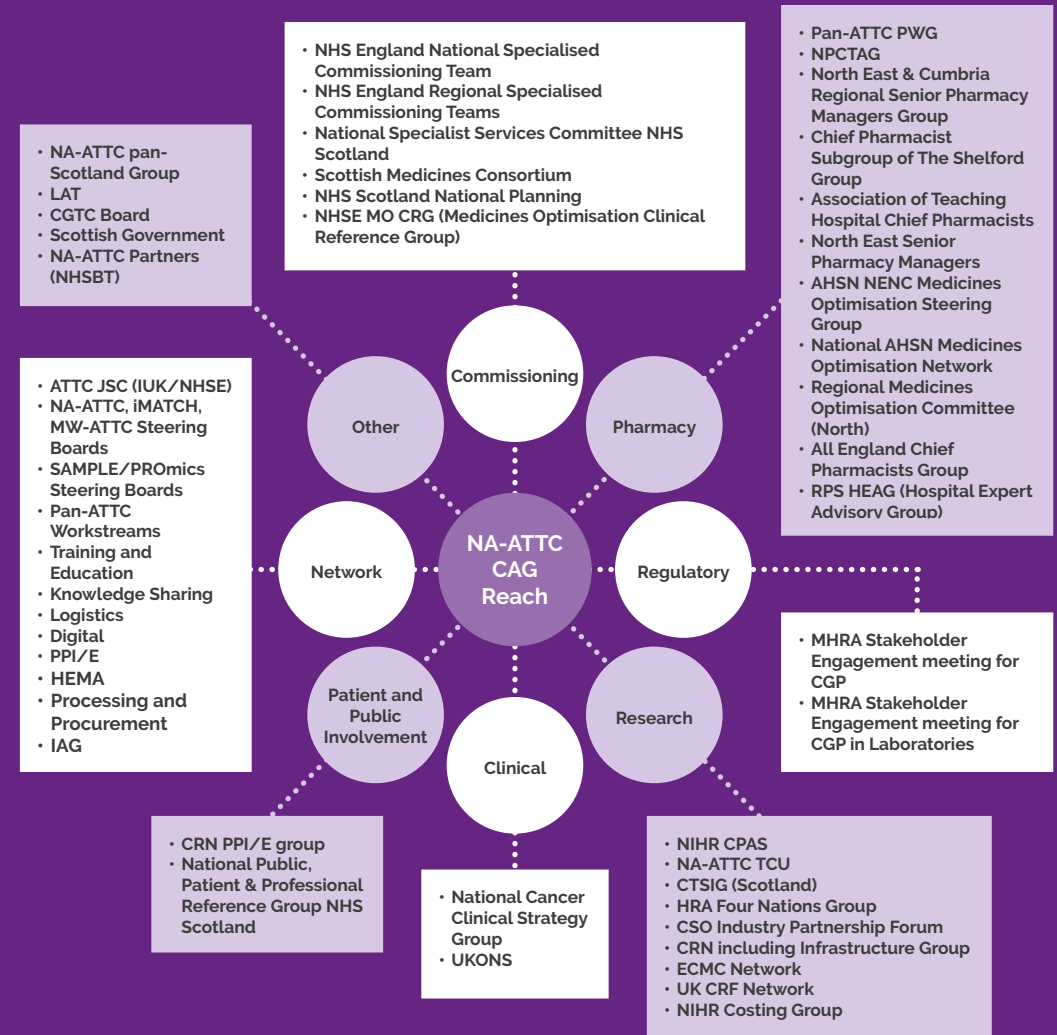 • NHS England National Specialised
Commissioning Team
• NHS England Regional Specialised
Commissioning Teams
• National Specialist Services Committee NHS
Scotland
• Scottish Medicines Consortium
• NHS Scotland National Planning
• NHSE MO CRG (Medicines Optimisation Clinical
Reference Group)
• Pan-ATTC PWG
• NPCTAG
• North East & Cumbria
Regional Senior Pharmacy
Managers Group
• Chief Pharmacist
Subgroup of The Shelford
Group
• Association of Teaching
Hospital Chief Pharmacists
• North East Senior
Pharmacy Managers
• AHSN NENC Medicines
Optimisation Steering
Group
• National AHSN Medicines
Optimisation Network
• Regional Medicines
Optimisation Committee
(North)
• All England Chief
Pharmacists Group
• RPS HEAG (Hospital Expert
Advisory Group)
• NA-ATTC pan-
Scotland Group
• LAT
• CGTC Board
• Scottish Government
• NA-ATTC Partners
(NHSBT)
• ATTC JSC (IUK/NHSE)
• NA-ATTC, iMATCH,
MW-ATTC Steering
Boards
• SAMPLE/PROmics
Steering Boards
• Pan-ATTC
Workstreams
• Training and
Education
• Knowledge Sharing
• Logistics
• Digital
• PPI/E
• HEMA
• Processing and
Procurement
• IAG
Commissioning
Other
Pharmacy
Network
NA-ATTC
CAG
Reach
Regulatory
Patient and
Public
Involvement
Research
Clinical
• MHRA Stakeholder
Engagement meeting for
CGP
• MHRA Stakeholder
Engagement meeting for
CGP in Laboratories
• CRN PPI/E group
• National Public,
Patient & Professional
Reference Group NHS
Scotland
• National Cancer
Clinical Strategy
Group
• UKONS
• NIHR CPAS
• NA-ATTC TCU
• CTSIG (Scotland)
• HRA Four Nations Group
• CSO Industry Partnership Forum
• CRN including Infrastructure Group
• ECMC Network
• UK CRF Network
• NIHR Costing Group